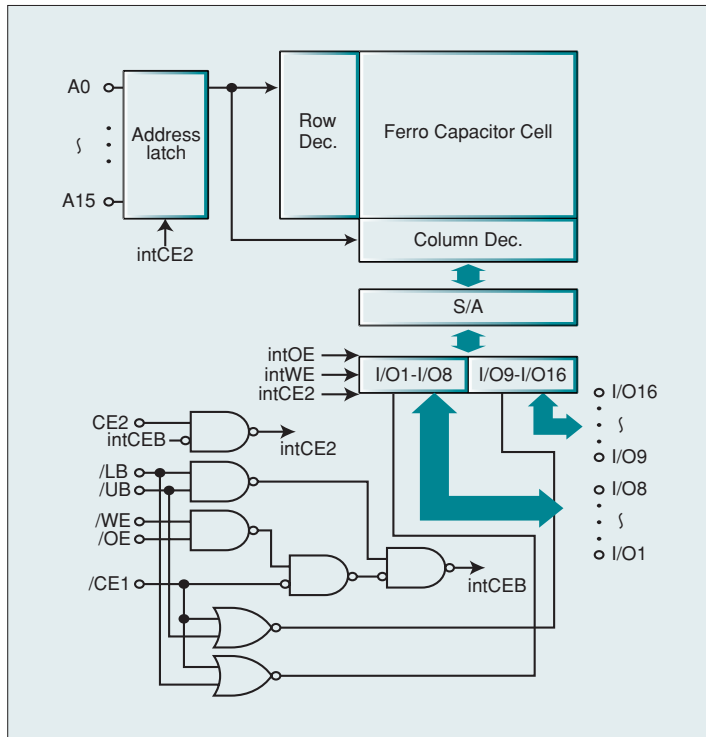 A0
A15
Address
latch
intCE2
Row
Dec.
Ferro Capacitor Cell
Column Dec.
S/A
intOE
intWE
intCE2
I/O1-I/O8
I/O9-I/O16
I/O16
I/O9
I/O8
I/O1
CE2
intCEB
intCE2
/LB
/UB
/WE
/OE
/CE1
intCEB